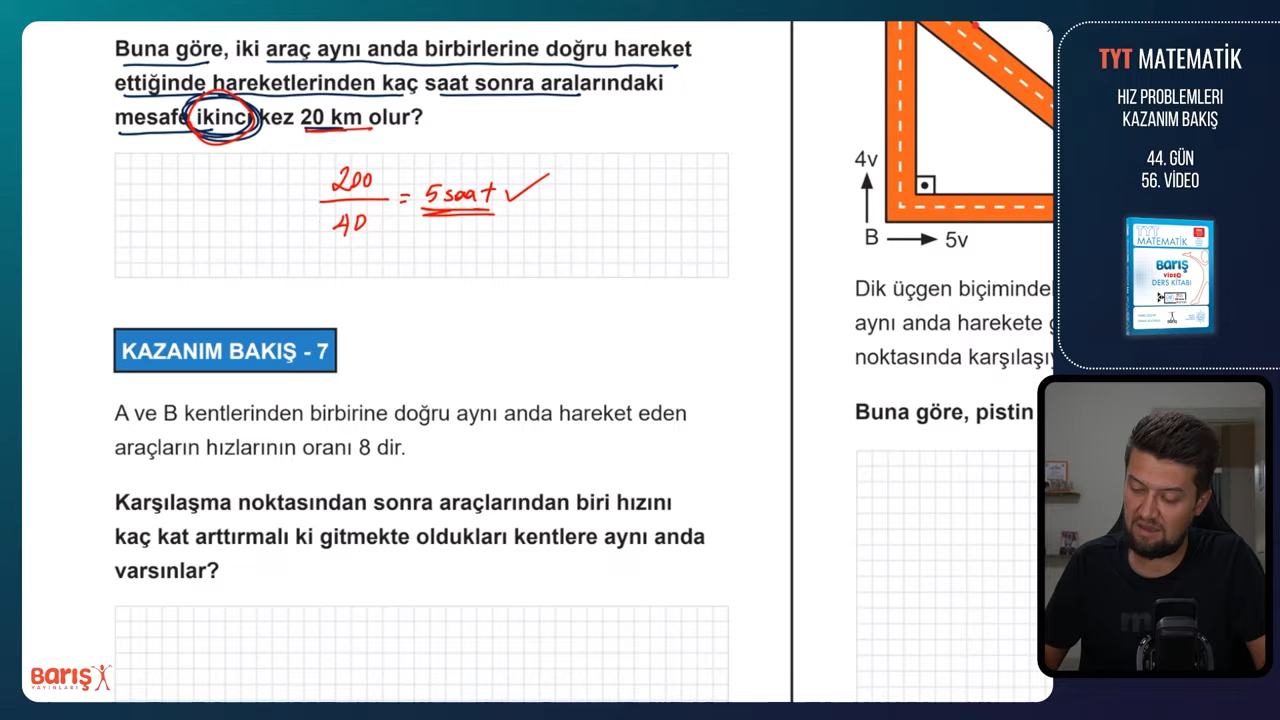 Buna göre, iki araç aynı anda birbirlerine doğru hareket
ettiğinde hareketlerinden kaç saat sonra aralarındaki
mesafe ikinci kez 20 km olur?
200
40
= 5 saat ✓
KAZANIM BAKIŞ - 7
A ve B kentlerinden birbirine doğru aynı anda hareket eden
araçların hızlarının oranı 8 dir.
Karşılaşma noktasından sonra araçlarından biri hızını
kaç kat arttırmalı ki gitmekte oldukları kentlere aynı anda
varsınlar?
4v
B
5v
Dik üçgen biçiminde
aynı anda harekete
noktasında karşılaşı
Buna göre, pistin
TYT MATEMATİK
HIZ PROBLEMLERI
KAZANIM BAKIŞ
44. GÜN
56. VİDEO
TYT
MATEMATİK
BARIŞ
VİDEO
DERS KİTABI
BARIŞ
YAYINLARI